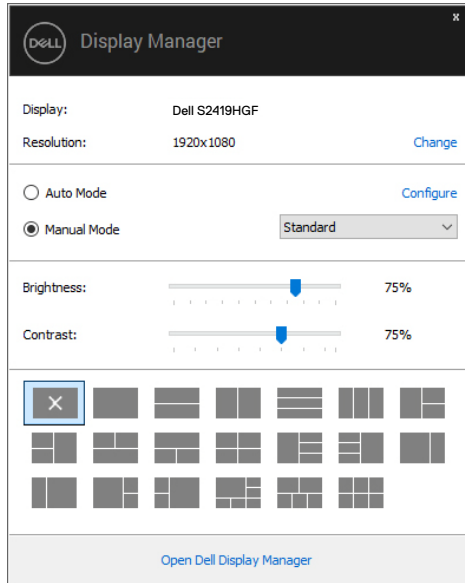 x
DELL Display Manager
Display: Dell S2419HGF
Resolution: 1920x1080 Change
Auto Mode Configure
Manual Mode Standard
Brightness: 75%
Contrast: 75%
Open Dell Display Manager